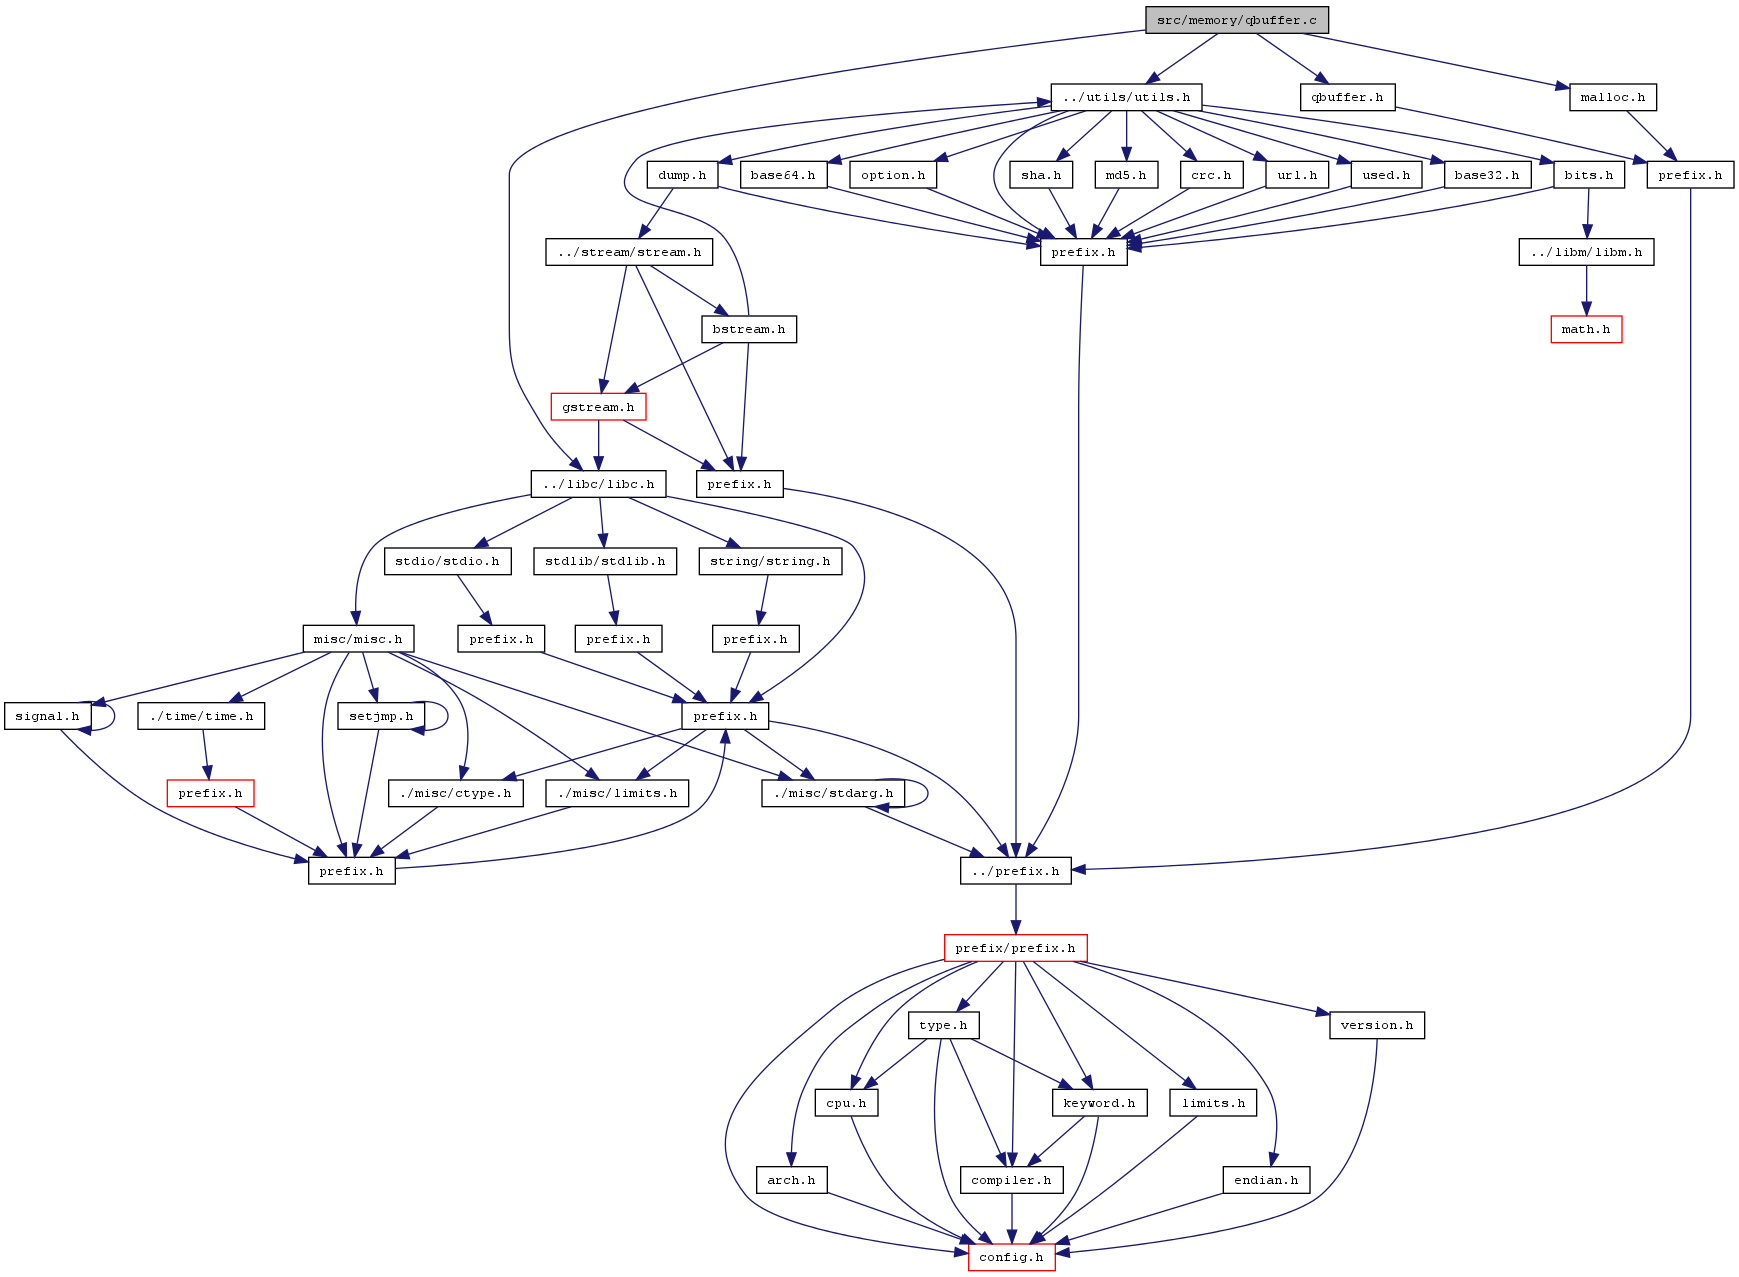 src/memory/qbuffer.c
../utils/utils.h
qbuffer.h
malloc.h
dump.h
base64.h
option.h
sha.h
md5.h
crc.h
url.h
used.h
base32.h
bits.h
prefix.h
../stream/stream.h
prefix.h
../libm/libm.h
bstream.h
math.h
gstream.h
../libc/libc.h
prefix.h
stdio/stdio.h
stdlib/stdlib.h
string/string.h
misc/misc.h
prefix.h
prefix.h
prefix.h
signal.h
./time/time.h
setjmp.h
prefix.h
prefix.h
./misc/ctype.h
./misc/limits.h
./misc/stdarg.h
prefix.h
../prefix.h
prefix/prefix.h
type.h
version.h
cpu.h
keyword.h
limits.h
arch.h
compiler.h
endian.h
config.h